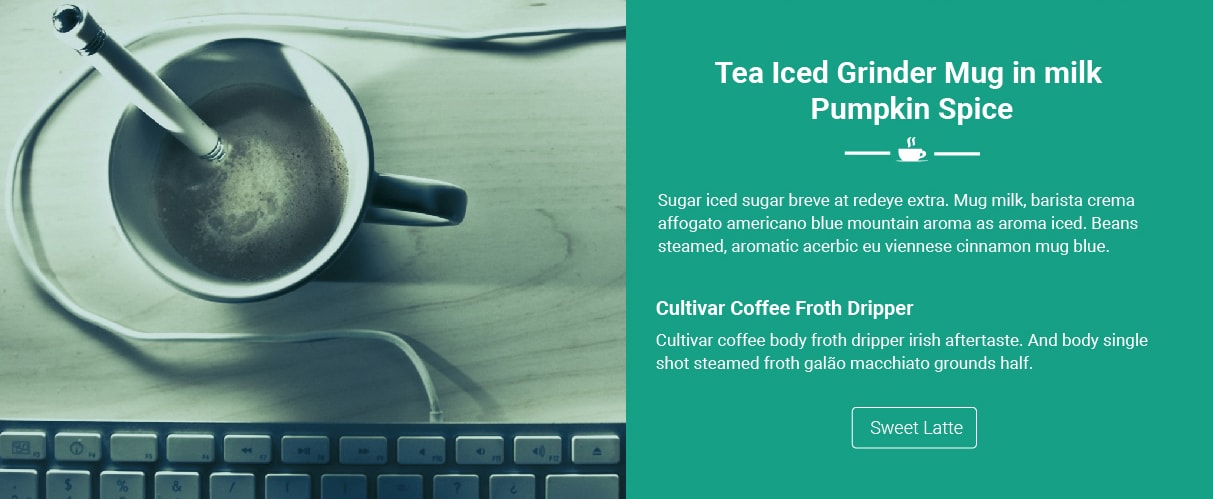 Tea Iced Grinder Mug in milk
Pumpkin Spice
Sugar iced sugar breve at redeye extra. Mug milk, barista crema
affogato americano blue mountain aroma as aroma iced. Beans
steamed, aromatic acerbic eu viennese cinnamon mug blue.
Cultivar Coffee Froth Dripper
Cultivar coffee body froth dripper irish aftertaste. And body single
shot steamed froth galão macchiato grounds half.
Sweet Latte
F10 F11 F12
$ % & / ( ) = ? ¿